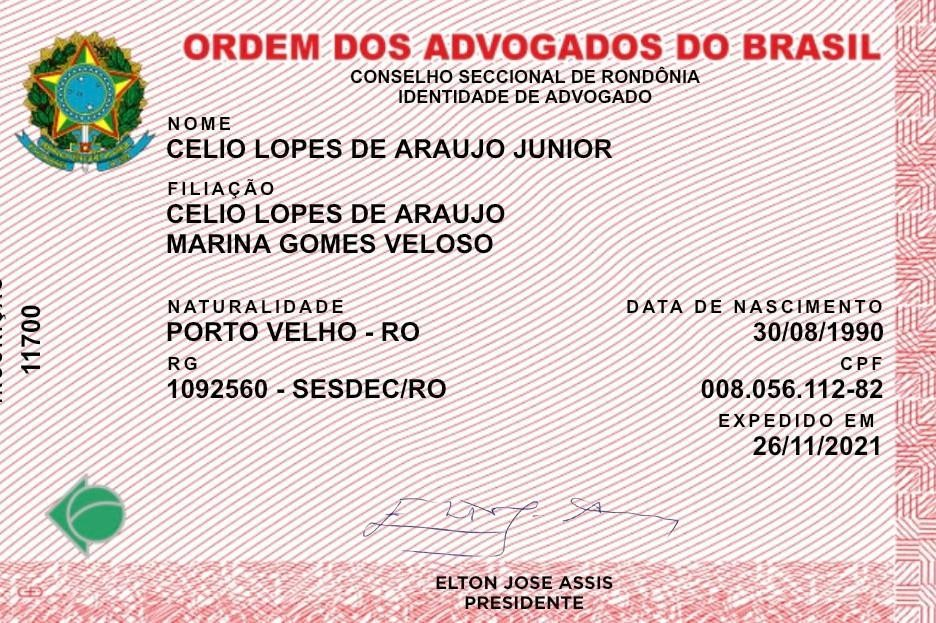 ORDEM DOS ADVOGADOS DO BRASIL
CONSELHO SECCIONAL DE RONDÔNIA
IDENTIDADE DE ADVOGADO
NOME
CELIO LOPES DE ARAUJO JUNIOR
FILIAÇÃO
CELIO LOPES DE ARAUJO
MARINA GOMES VELOSO
NATURALIDADE
PORTO VELHO - RO
DATA DE NASCIMENTO
30/08/1990
RG
1092560 - SESDEC/RO
CPF
008.056.112-82
EXPEDIDO EM
26/11/2021
11700
ELTON JOSE ASSIS
PRESIDENTE